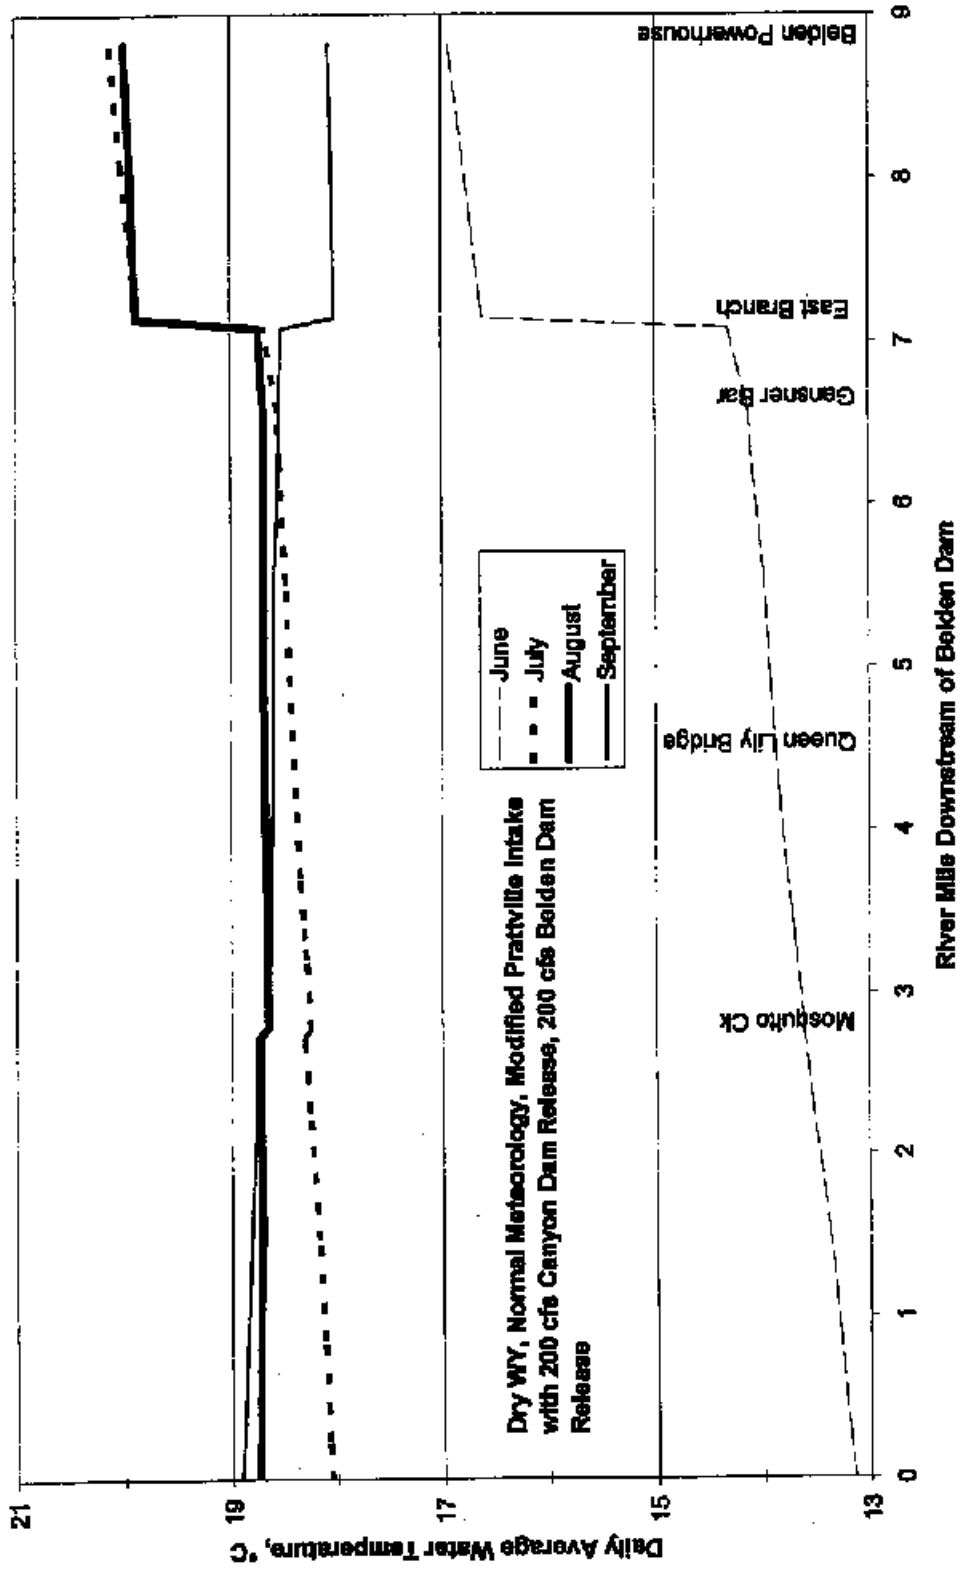 21
19
17
15
13
Daily Average Water Temperature, °C
0
1
2
3
4
5
6
7
8
9
River Mile Downstream of Belden Dam
Mosquito Ck
Queen Lily Bridge
Gansner Bar
East Branch
Belden Powerhouse
Dry WY, Normal Meteorology, Modified Prattville Intake
with 200 cfs Canyon Dam Release, 200 cfs Belden Dam
Release
June
July
August
September